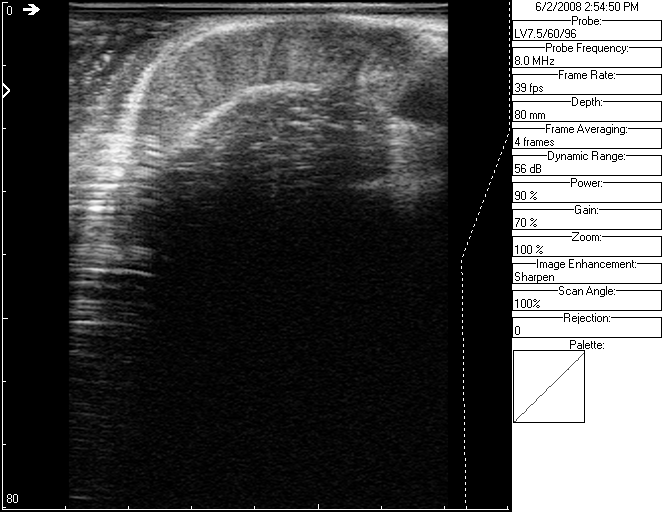 0
80
6/2/2008 2:54:50 PM
Probe:
LV7.5/60/96
Probe Frequency:
8.0 MHz
Frame Rate:
39 fps
Depth:
80 mm
Frame Averaging:
4 frames
Dynamic Range:
56 dB
Power:
90 %
Gain:
70 %
Zoom:
100 %
Image Enhancement:
Sharpen
Scan Angle:
100%
Rejection:
0
Palette: